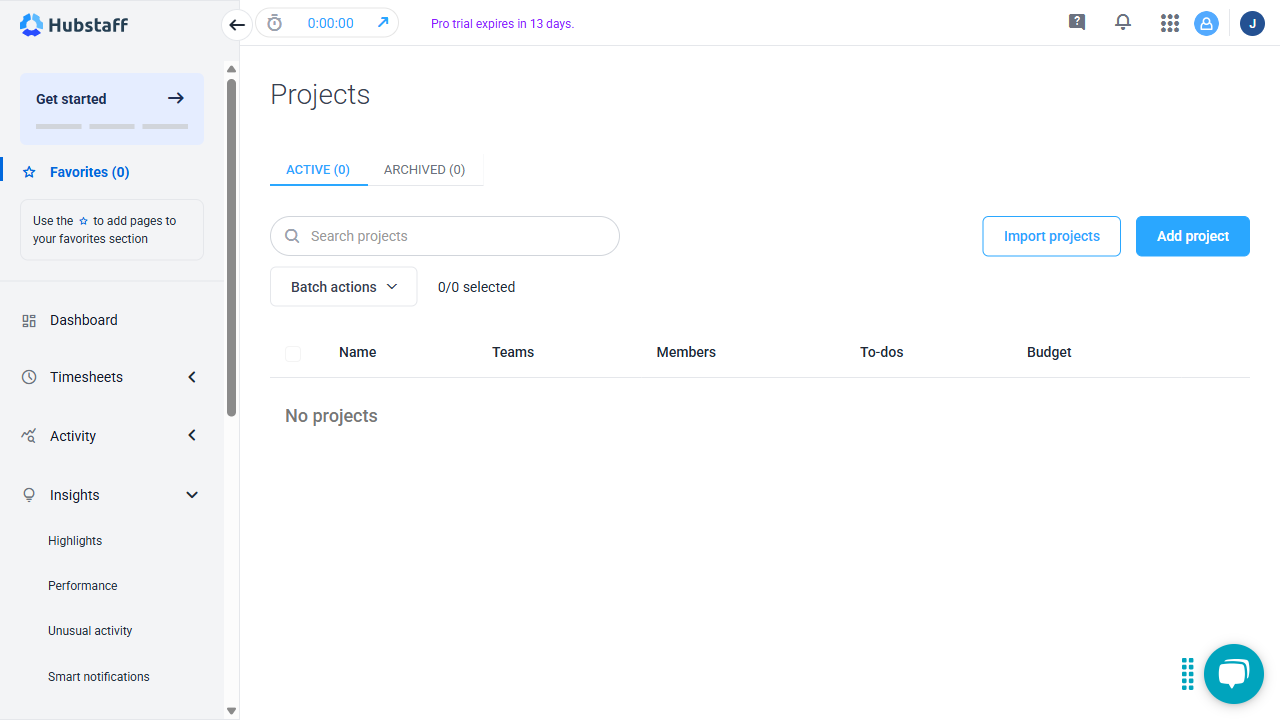 Hubstaff
0:00:00
Pro trial expires in 13 days.
?
J
Get started
Favorites (0)
Use the to add pages to
your favorites section
Dashboard
Timesheets
Activity
Insights
Highlights
Performance
Unusual activity
Smart notifications
Projects
ACTIVE (0)
ARCHIVED (0)
Search projects
Import projects
Add project
Batch actions
0/0 selected
Name
Teams
Members
To-dos
Budget
No projects